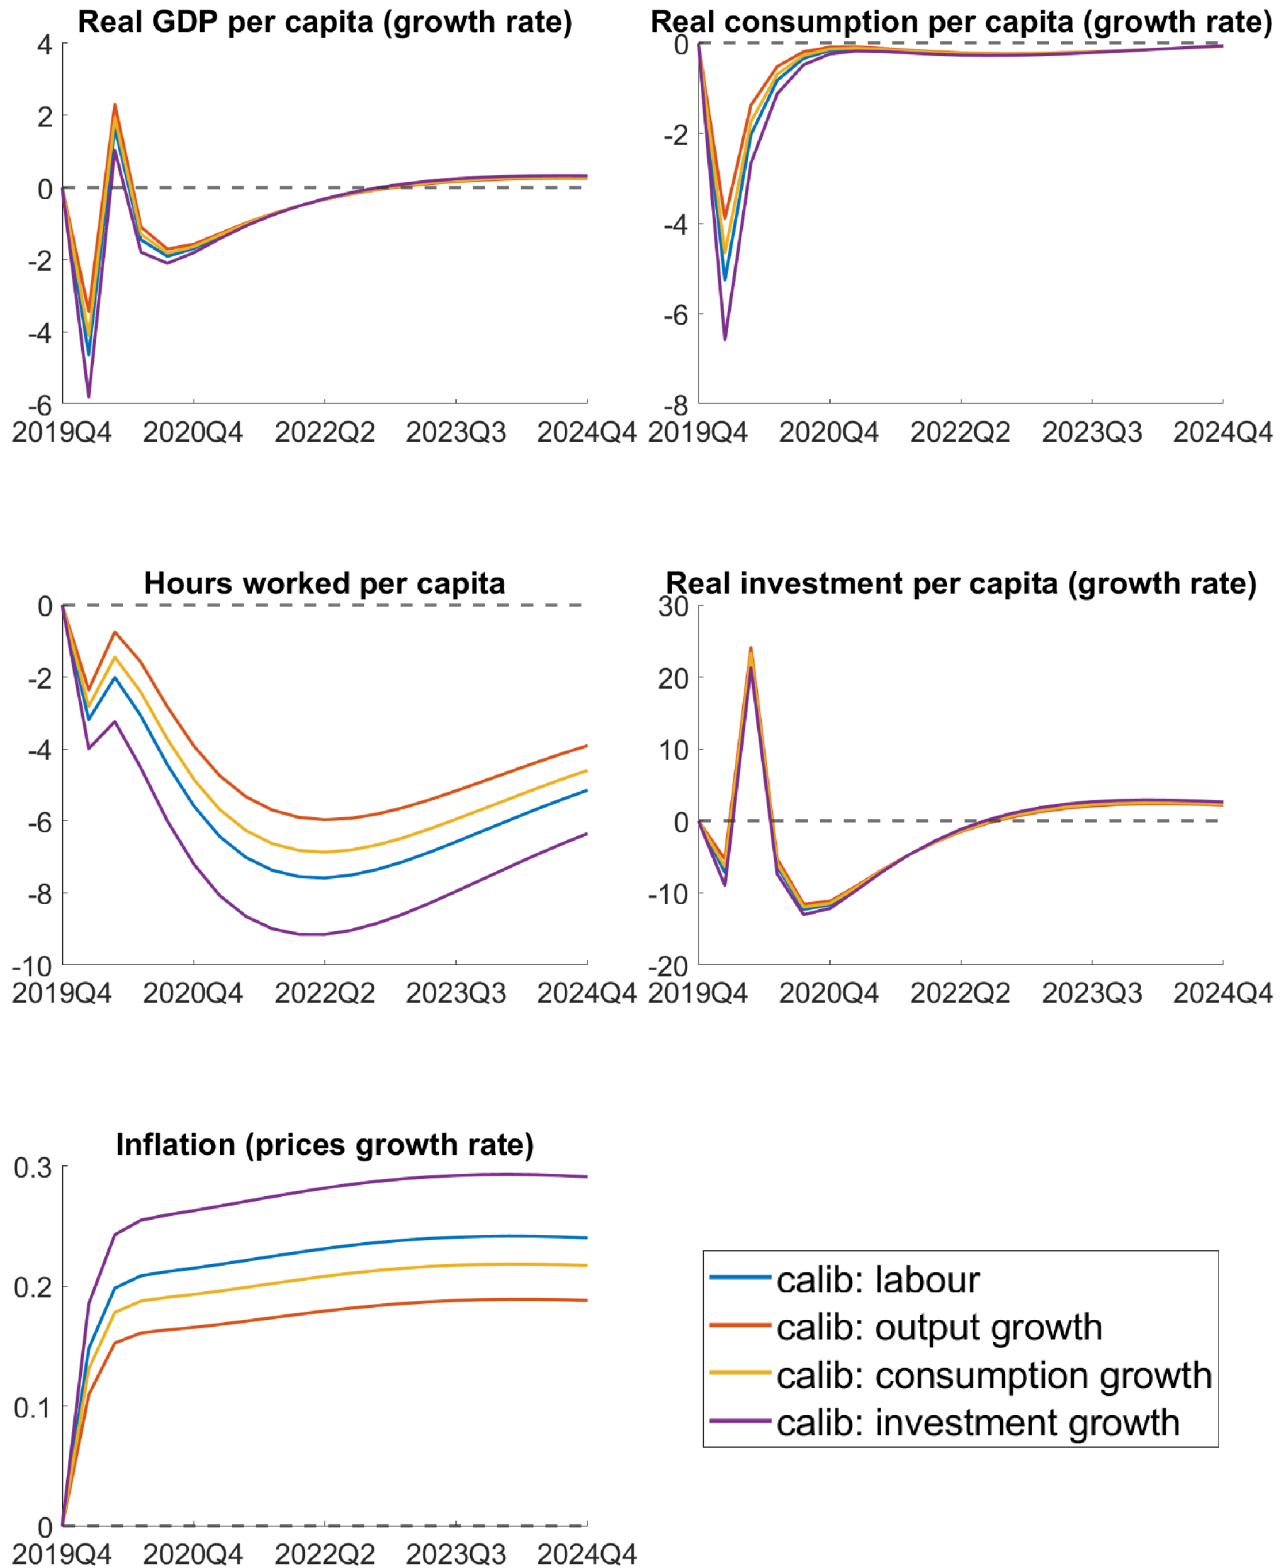 Real GDP per capita (growth rate)
4
2
0
-2
-4
-6
2019Q4 2020Q4 2022Q2 2023Q3 2024Q4
Real consumption per capita (growth rate)
0
-2
-4
-6
-8
2019Q4 2020Q4 2022Q2 2023Q3 2024Q4
Hours worked per capita
0
-2
-4
-6
-8
-10
2019Q4 2020Q4 2022Q2 2023Q3 2024Q4
Real investment per capita (growth rate)
30
20
10
0
-10
-20
2019Q4 2020Q4 2022Q2 2023Q3 2024Q4
Inflation (prices growth rate)
0.3
0.2
0.1
0
2019Q4 2020Q4 2022Q2 2023Q3 2024Q4
calib: labour
calib: output growth
calib: consumption growth
calib: investment growth